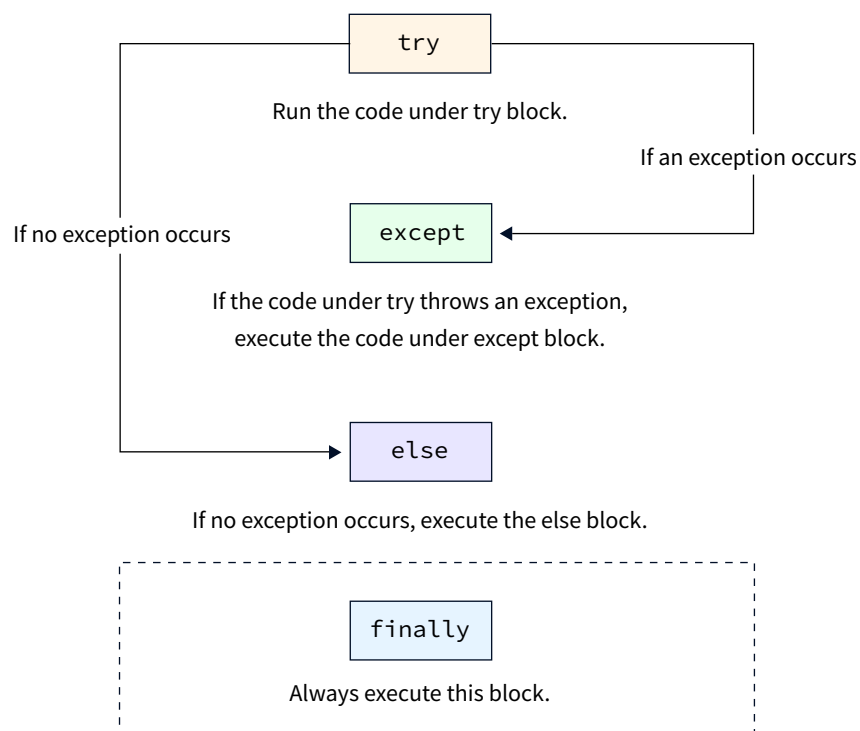 try
Run the code under try block.
If an exception occurs
If no exception occurs
except
If the code under try throws an exception,
execute the code under except block.
else
If no exception occurs, execute the else block.
finally
Always execute this block.